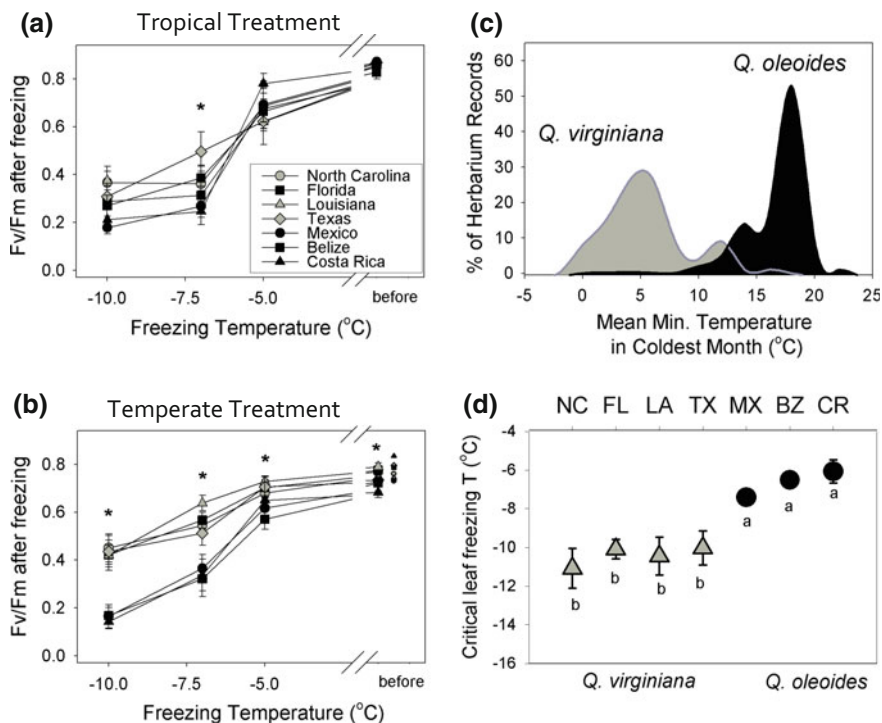 (a) Tropical Treatment
Fv/Fm after freezing
0.8
0.6
0.4
0.2
0.0
*
North Carolina
Florida
Louisiana
Texas
Mexico
Belize
Costa Rica
-10.0 -7.5 -5.0 before
Freezing Temperature (°C)
(c)
% of Herbarium Records
60
50
40
30
20
10
0
Q. oleoides
Q. virginiana
-5 0 5 10 15 20 25
Mean Min. Temperature
in Coldest Month (°C)
(b) Temperate Treatment
Fv/Fm after freezing
0.8
0.6
0.4
0.2
0.0
* * * *
-10.0 -7.5 -5.0 before
Freezing Temperature (°C)
(d) NC FL LA TX MX BZ CR
Critical leaf freezing T (°C)
-4
-6
-8
-10
-12
-14
-16
a a a
b b b b
Q. virginiana Q. oleoides